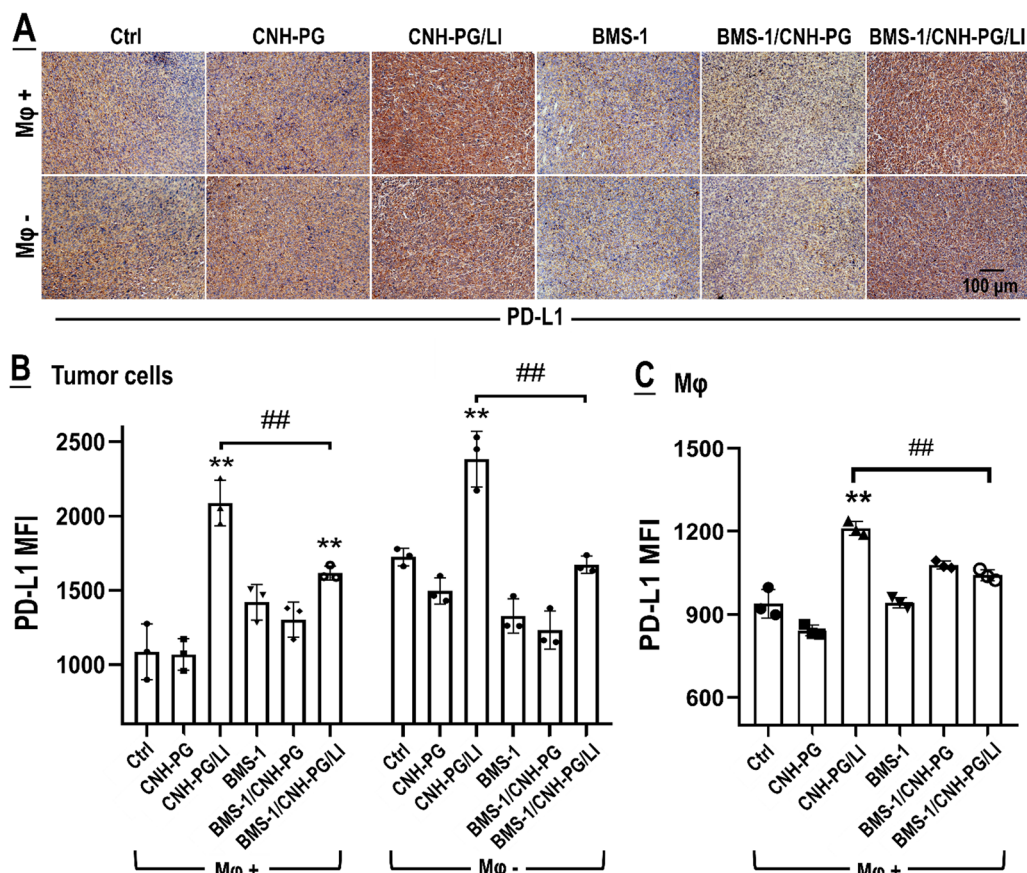 A
Ctrl CNH-PG CNH-PG/LI BMS-1 BMS-1/CNH-PG BMS-1/CNH-PG/LI
Mφ +
Mφ -
100 µm
PD-L1
B Tumor cells
PD-L1 MFI
2500
2000
1500
1000
**
##
**
**
##
Ctrl
CNH-PG
CNH-PG/LI
BMS-1
BMS-1/CNH-PG
BMS-1/CNH-PG/LI
Ctrl
CNH-PG
CNH-PG/LI
BMS-1
BMS-1/CNH-PG
BMS-1/CNH-PG/LI
Mφ +
Mφ -
C Mφ
PD-L1 MFI
1500
1200
900
600
**
##
Ctrl
CNH-PG
CNH-PG/LI
BMS-1
BMS-1/CNH-PG
BMS-1/CNH-PG/LI
Mφ +